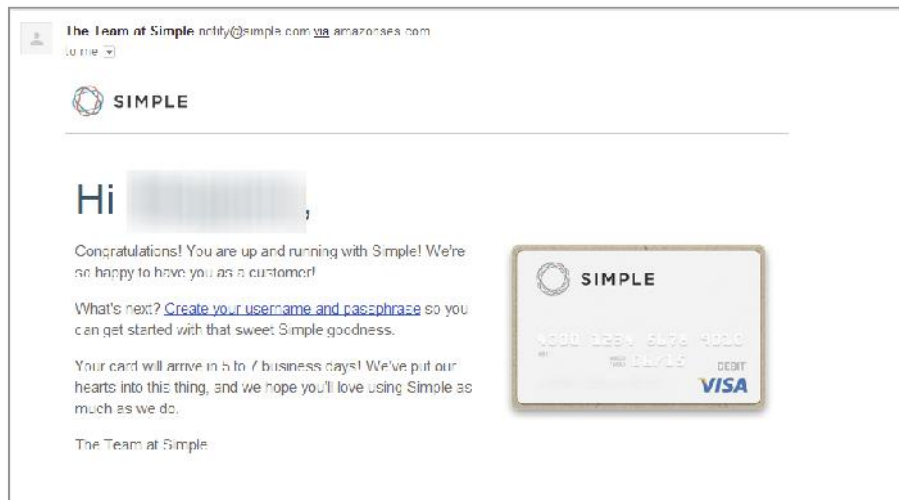 The Team at Simple notify@simple.com via amazonses.com
to me
SIMPLE
Hi ,
Congratulations! You are up and running with Simple! We're
so happy to have you as a customer!
What's next? Create your username and passphrase so you
can get started with that sweet Simple goodness.
Your card will arrive in 5 to 7 business days! We've put our
hearts into this thing, and we hope you'll love using Simple as
much as we do.
The Team at Simple
SIMPLE
DEBIT
VISA